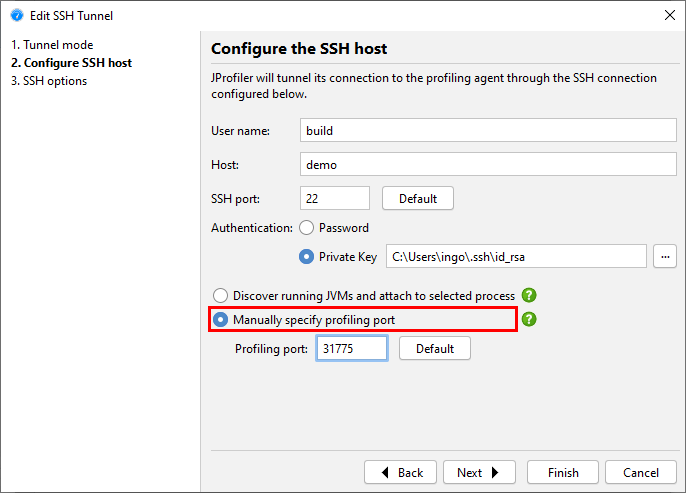 Edit SSH Tunnel
1. Tunnel mode
2. Configure SSH host
3. SSH options
Configure the SSH host
JProfiler will tunnel its connection to the profiling agent through the SSH connection
configured below.
User name: build
Host: demo
SSH port: 22 Default
Authentication: Password
Private Key C:\Users\ingo\.ssh\id_rsa ...
Discover running JVMs and attach to selected process ?
Manually specify profiling port ?
Profiling port: 31775 Default
Back Next Finish Cancel